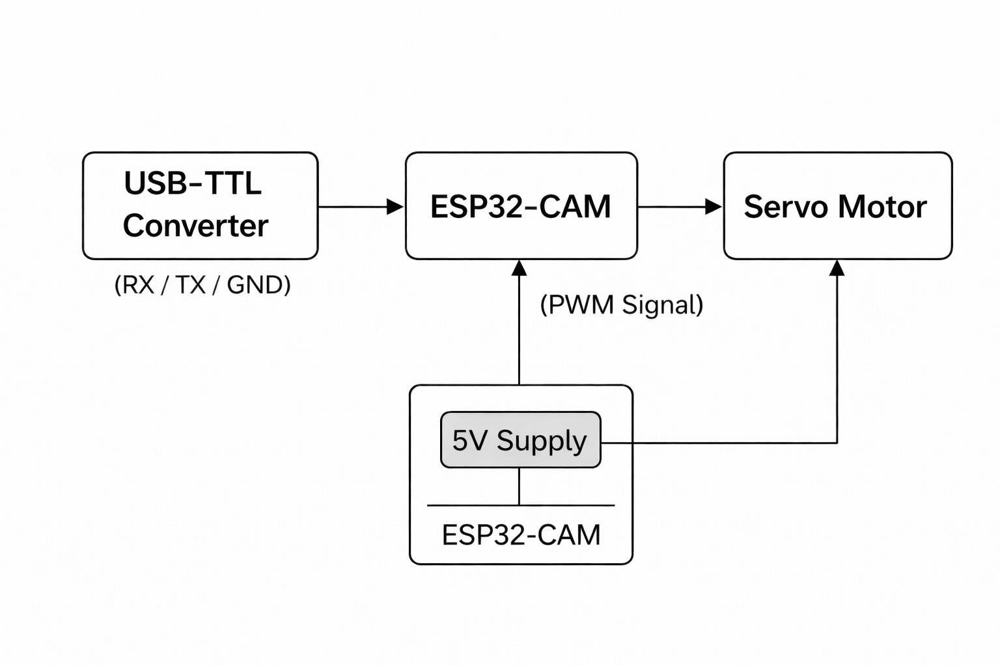 USB-TTL
Converter
(RX / TX / GND)
ESP32-CAM
Servo Motor
(PWM Signal)
5V Supply
ESP32-CAM